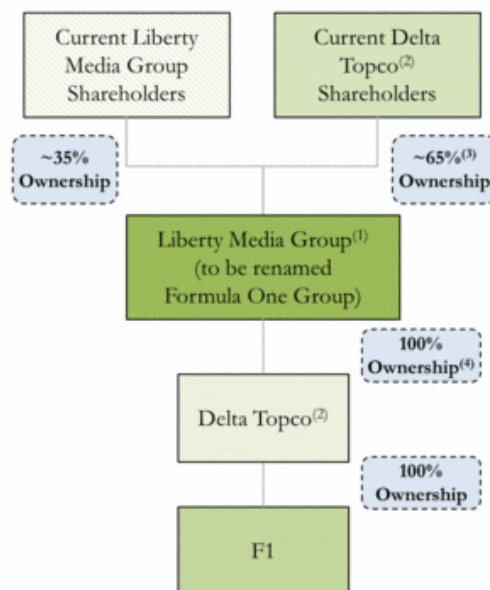 Current Liberty
Media Group
Shareholders
Current Delta
Topco(2)
Shareholders
~35%
Ownership
~65%(3)
Ownership
Liberty Media Group(1)
(to be renamed
Formula One Group)
100%
Ownership(4)
Delta Topco(2)
100%
Ownership
F1